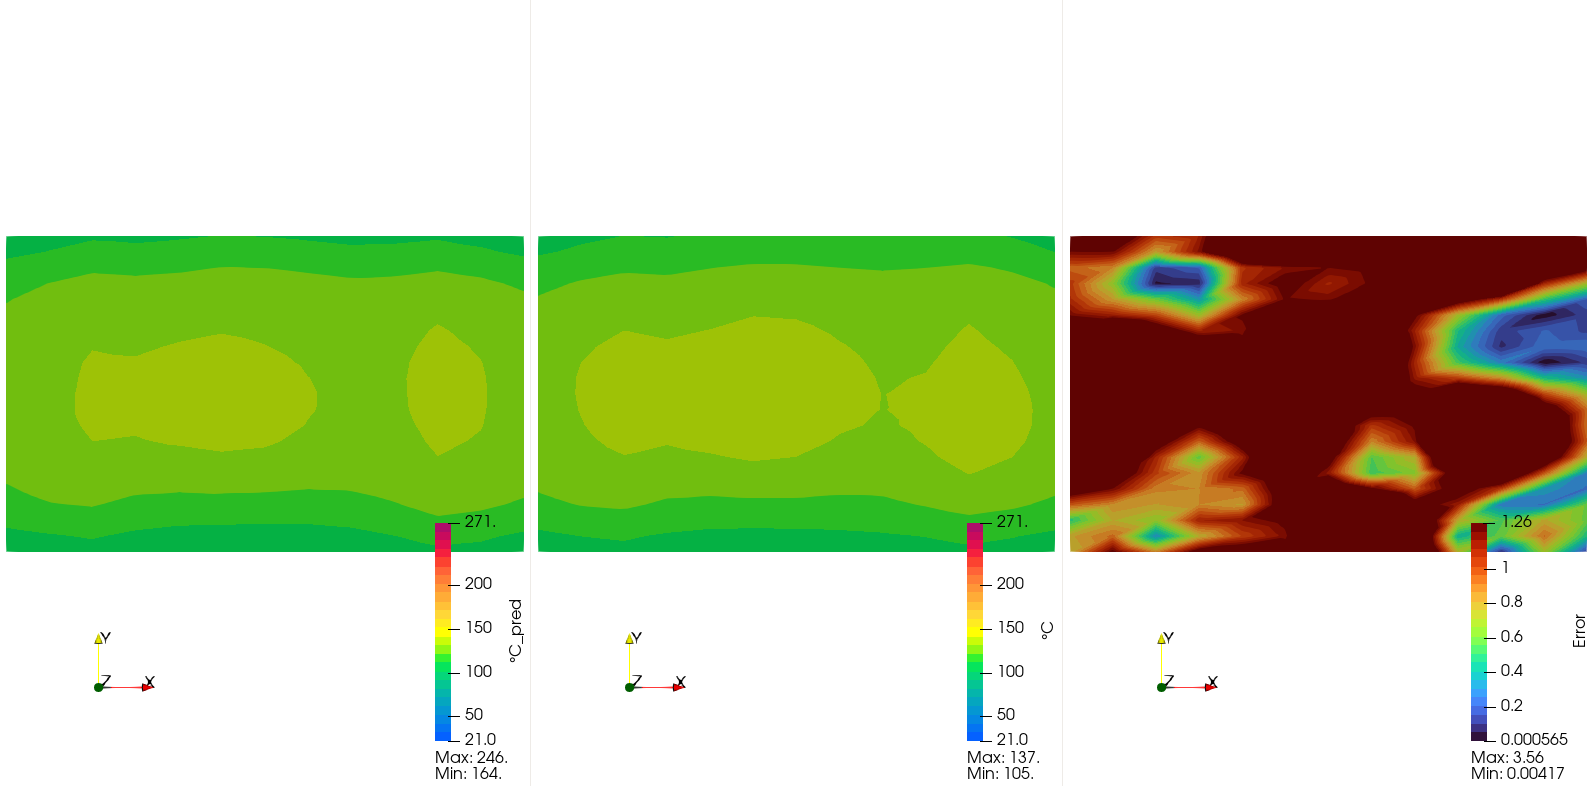 271.
200
150
100
50
21.0
°C_pred
Max: 246.
Min: 164.
Y
Z
X
271.
200
150
100
50
21.0
°C
Max: 137.
Min: 105.
Y
Z
X
1.26
1
0.8
0.6
0.4
0.2
0.000565
Error
Max: 3.56
Min: 0.00417
Y
Z
X